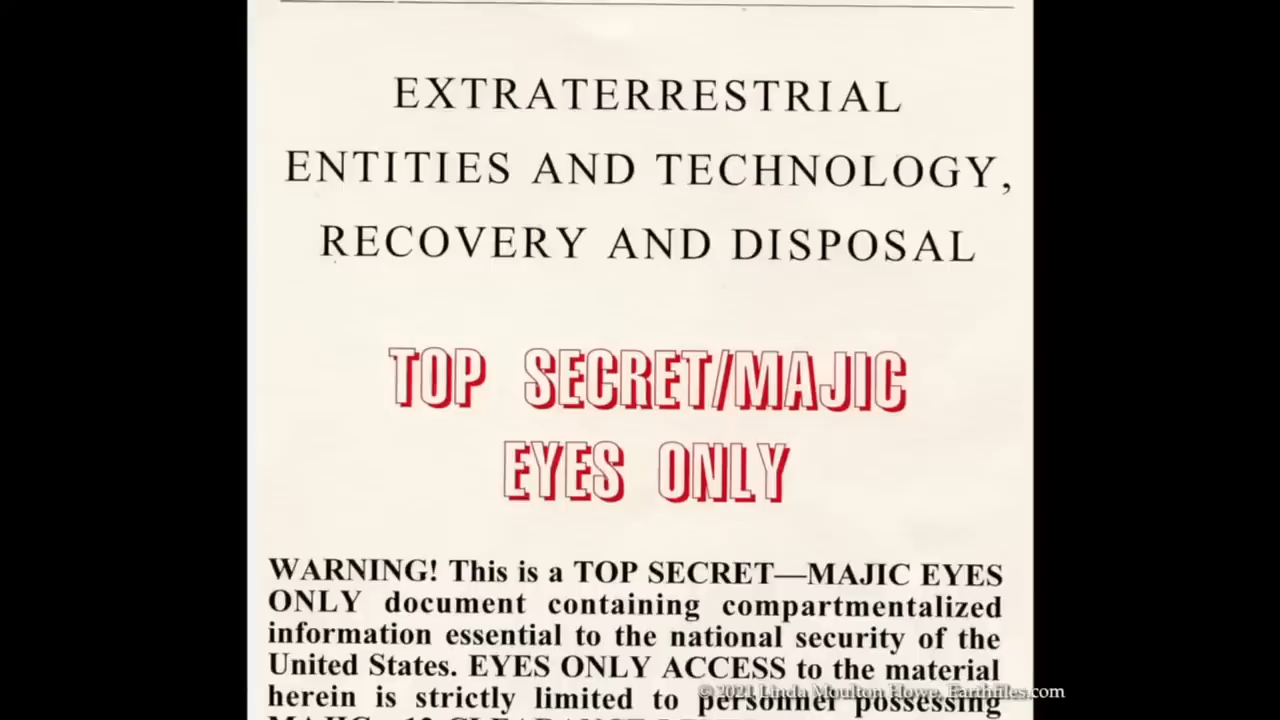 EXTRATERRESTRIAL
ENTITIES AND TECHNOLOGY,
RECOVERY AND DISPOSAL
TOP SECRET/MAJIC
EYES ONLY
WARNING! This is a TOP SECRET—MAJIC EYES
ONLY document containing compartmentalized
information essential to the national security of the
United States. EYES ONLY ACCESS to the material
herein is strictly limited to personnel possessing
© 2021 Linda Moulton Howe, Earthfiles.com